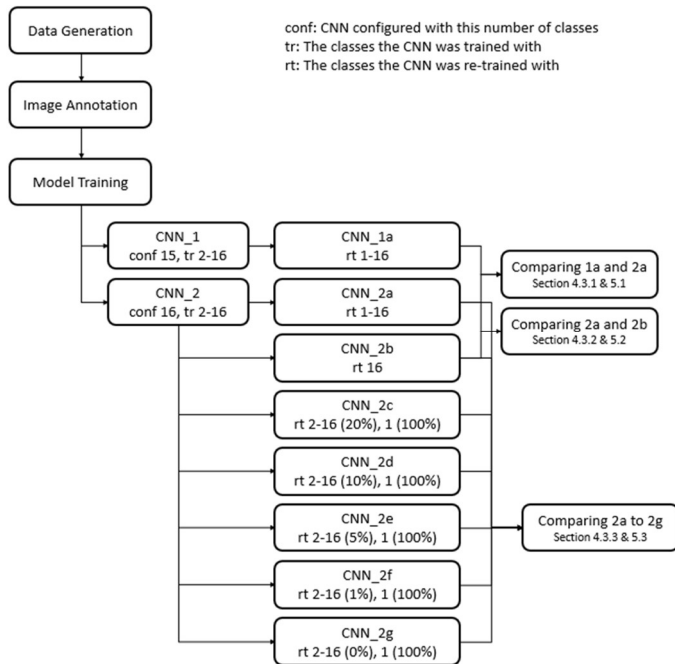 Data Generation
conf: CNN configured with this number of classes
tr: The classes the CNN was trained with
rt: The classes the CNN was re-trained with
Image Annotation
Model Training
CNN_1
conf 15, tr 2-16
CNN_1a
rt 1-16
Comparing 1a and 2a
Section 4.3.1 & 5.1
CNN_2
conf 16, tr 2-16
CNN_2a
rt 1-16
Comparing 2a and 2b
Section 4.3.2 & 5.2
CNN_2b
rt 16
CNN_2c
rt 2-16 (20%), 1 (100%)
CNN_2d
rt 2-16 (10%), 1 (100%)
CNN_2e
rt 2-16 (5%), 1 (100%)
Comparing 2a to 2g
Section 4.3.3 & 5.3
CNN_2f
rt 2-16 (1%), 1 (100%)
CNN_2g
rt 2-16 (0%), 1 (100%)